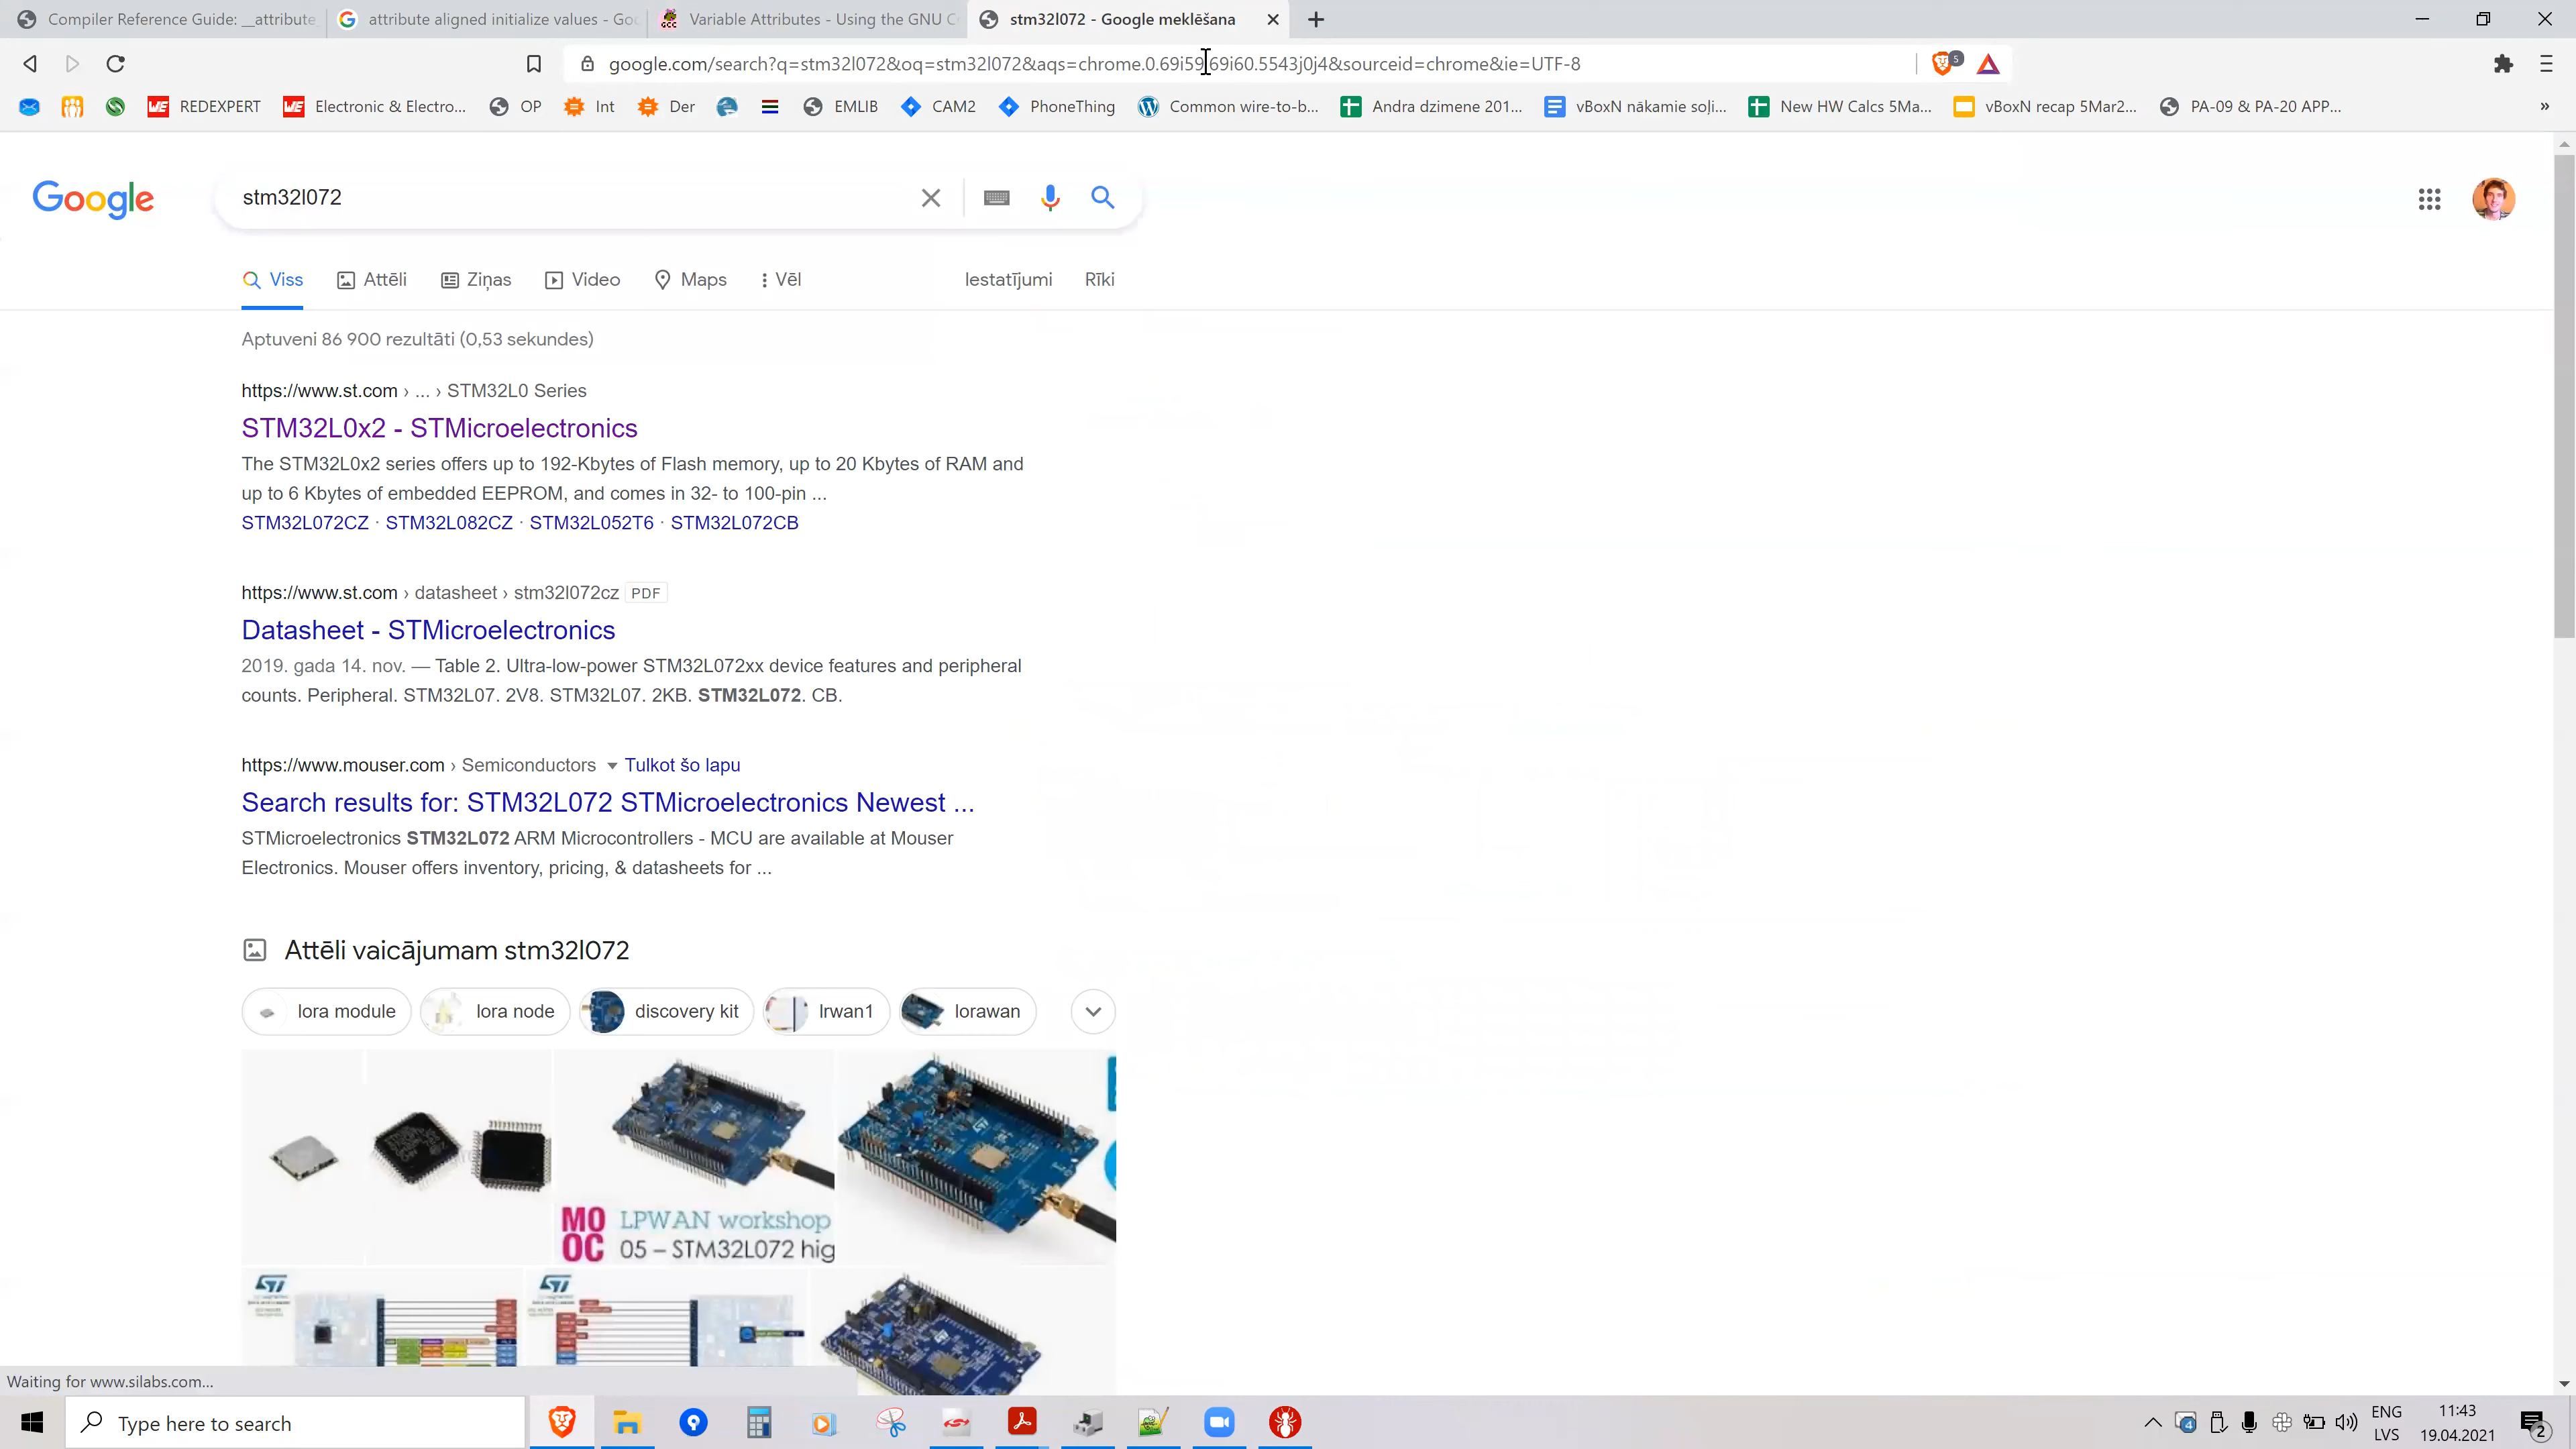 Compiler Reference Guide: __attribute
attribute aligned initialize values - Goo
Variable Attributes - Using the GNU C
stm32l072 - Google meklēšana
google.com/search?q=stm32l072&oq=stm32l072&aqs=chrome.0.69i59j69i60.5543j0j4&sourceid=chrome&ie=UTF-8
5
REDEXPERT
Electronic & Electro...
OP
Int
Der
EMLIB
CAM2
PhoneThing
Common wire-to-b...
Andra dzimene 201...
vBoxN nākamie soļi...
New HW Calcs 5Ma...
vBoxN recap 5Mar2...
PA-09 & PA-20 APP...
»
Google
stm32l072
Viss
Attēli
Ziņas
Video
Maps
Vēl
Iestatījumi
Rīki
Aptuveni 86 900 rezultāti (0,53 sekundes)
https://www.st.com › ... › STM32L0 Series
STM32L0x2 - STMicroelectronics
The STM32L0x2 series offers up to 192-Kbytes of Flash memory, up to 20 Kbytes of RAM and
up to 6 Kbytes of embedded EEPROM, and comes in 32- to 100-pin ...
STM32L072CZ · STM32L082CZ · STM32L052T6 · STM32L072CB
https://www.st.com › datasheet › stm32l072cz PDF
Datasheet - STMicroelectronics
2019. gada 14. nov. — Table 2. Ultra-low-power STM32L072xx device features and peripheral
counts. Peripheral. STM32L07. 2V8. STM32L07. 2KB. STM32L072. CB.
https://www.mouser.com › Semiconductors Tulkot šo lapu
Search results for: STM32L072 STMicroelectronics Newest ...
STMicroelectronics STM32L072 ARM Microcontrollers - MCU are available at Mouser
Electronics. Mouser offers inventory, pricing, & datasheets for ...
Attēli vaicājumam stm32l072
lora module
lora node
discovery kit
lrwan1
lorawan
MO
OC
LPWAN workshop
05 – STM32L072 hig
Waiting for www.silabs.com...
Type here to search
4
ENG
LVS
11:43
19.04.2021
2